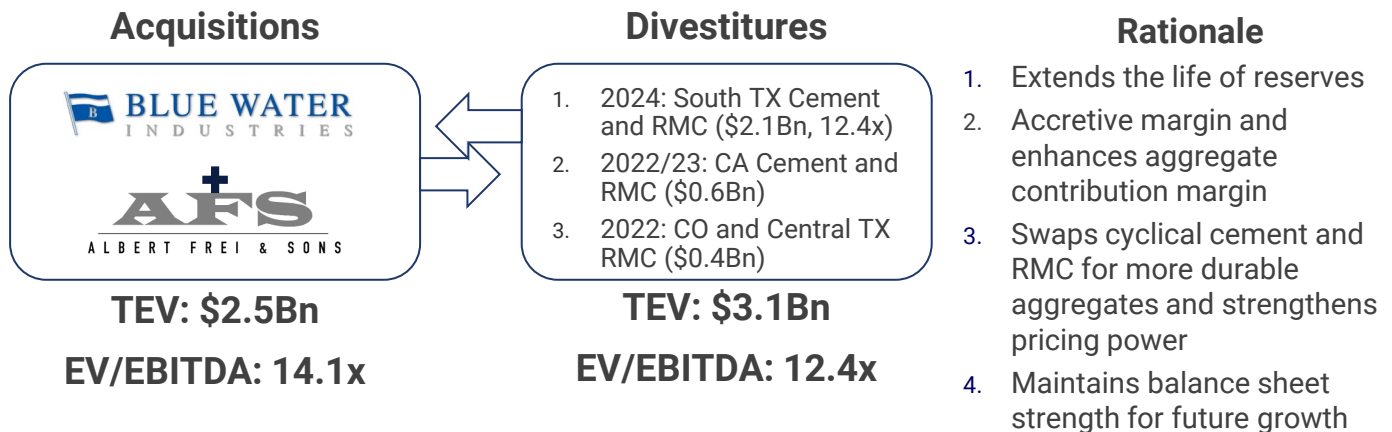 Acquisitions
B
BLUE WATER
INDUSTRIES
AFS
ALBERT FREI & SONS
TEV: $2.5Bn
EV/EBITDA: 14.1x
Divestitures
1. 2024: South TX Cement
and RMC ($2.1Bn, 12.4x)
2. 2022/23: CA Cement and
RMC ($0.6Bn)
3. 2022: CO and Central TX
RMC ($0.4Bn)
TEV: $3.1Bn
EV/EBITDA: 12.4x
Rationale
1. Extends the life of reserves
2. Accretive margin and
enhances aggregate
contribution margin
3. Swaps cyclical cement and
RMC for more durable
aggregates and strengthens
pricing power
4. Maintains balance sheet
strength for future growth